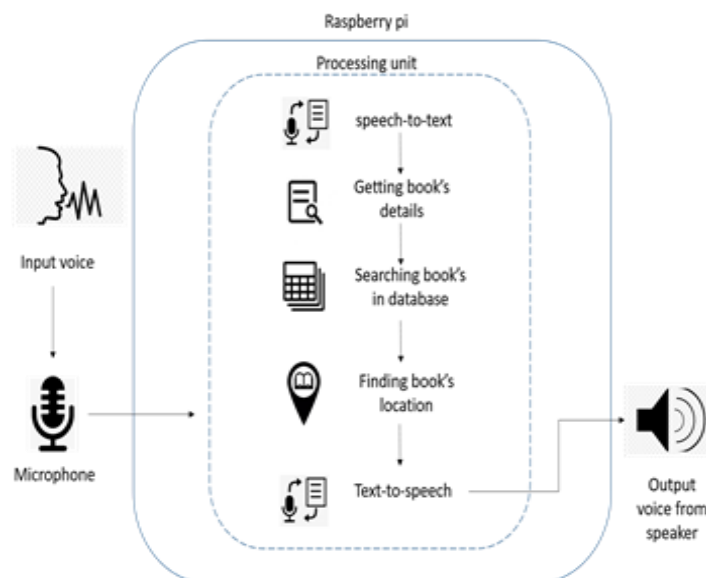 Raspberry pi
Processing unit
speech-to-text
Getting book's
details
Searching book's
in database
Finding book's
location
Text-to-speech
Input voice
Microphone
Output
voice from
speaker